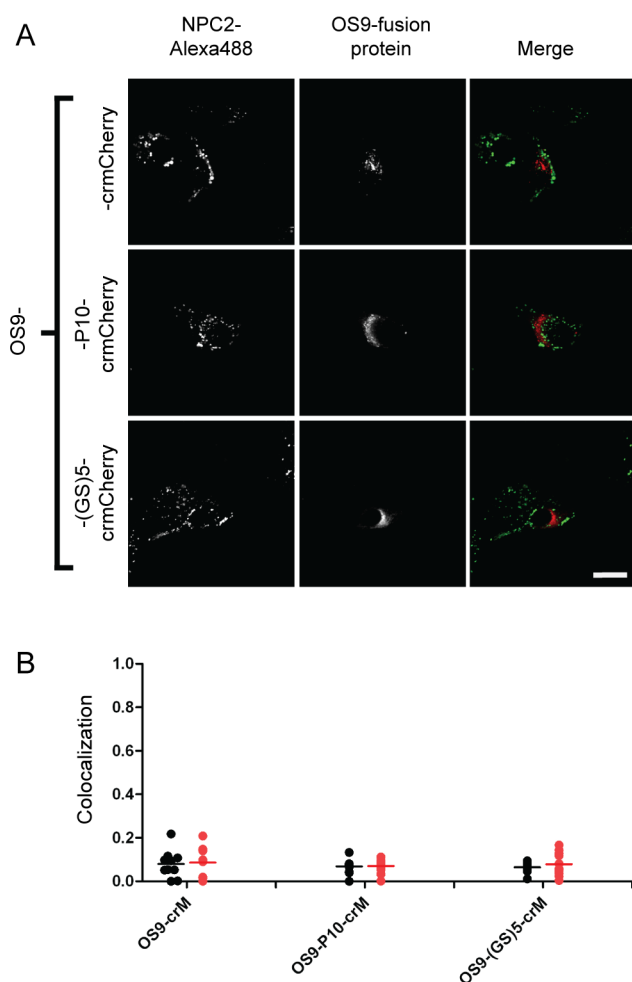 A
NPC2-
Alexa488
OS9-fusion
protein
Merge
OS9-
-crmCherry
-P10-
crmCherry
-(GS)5-
crmCherry
B
Colocalization
1.0
0.8
0.6
0.4
0.2
0.0
OS9-crM
OS9-P10-crM
OS9-(GS)5-crM